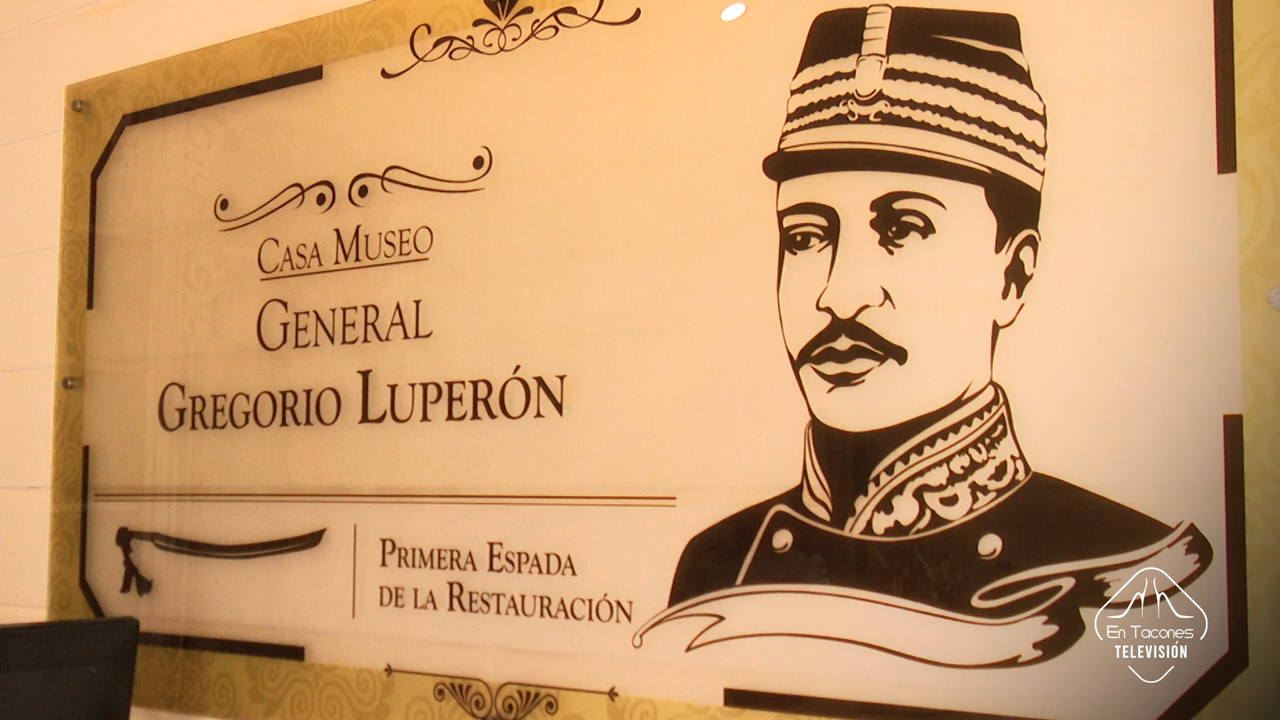 Casa Museo
General
Gregorio Luperón
Primera Espada
de la Restauración
En Tacones
TELEVISIÓN